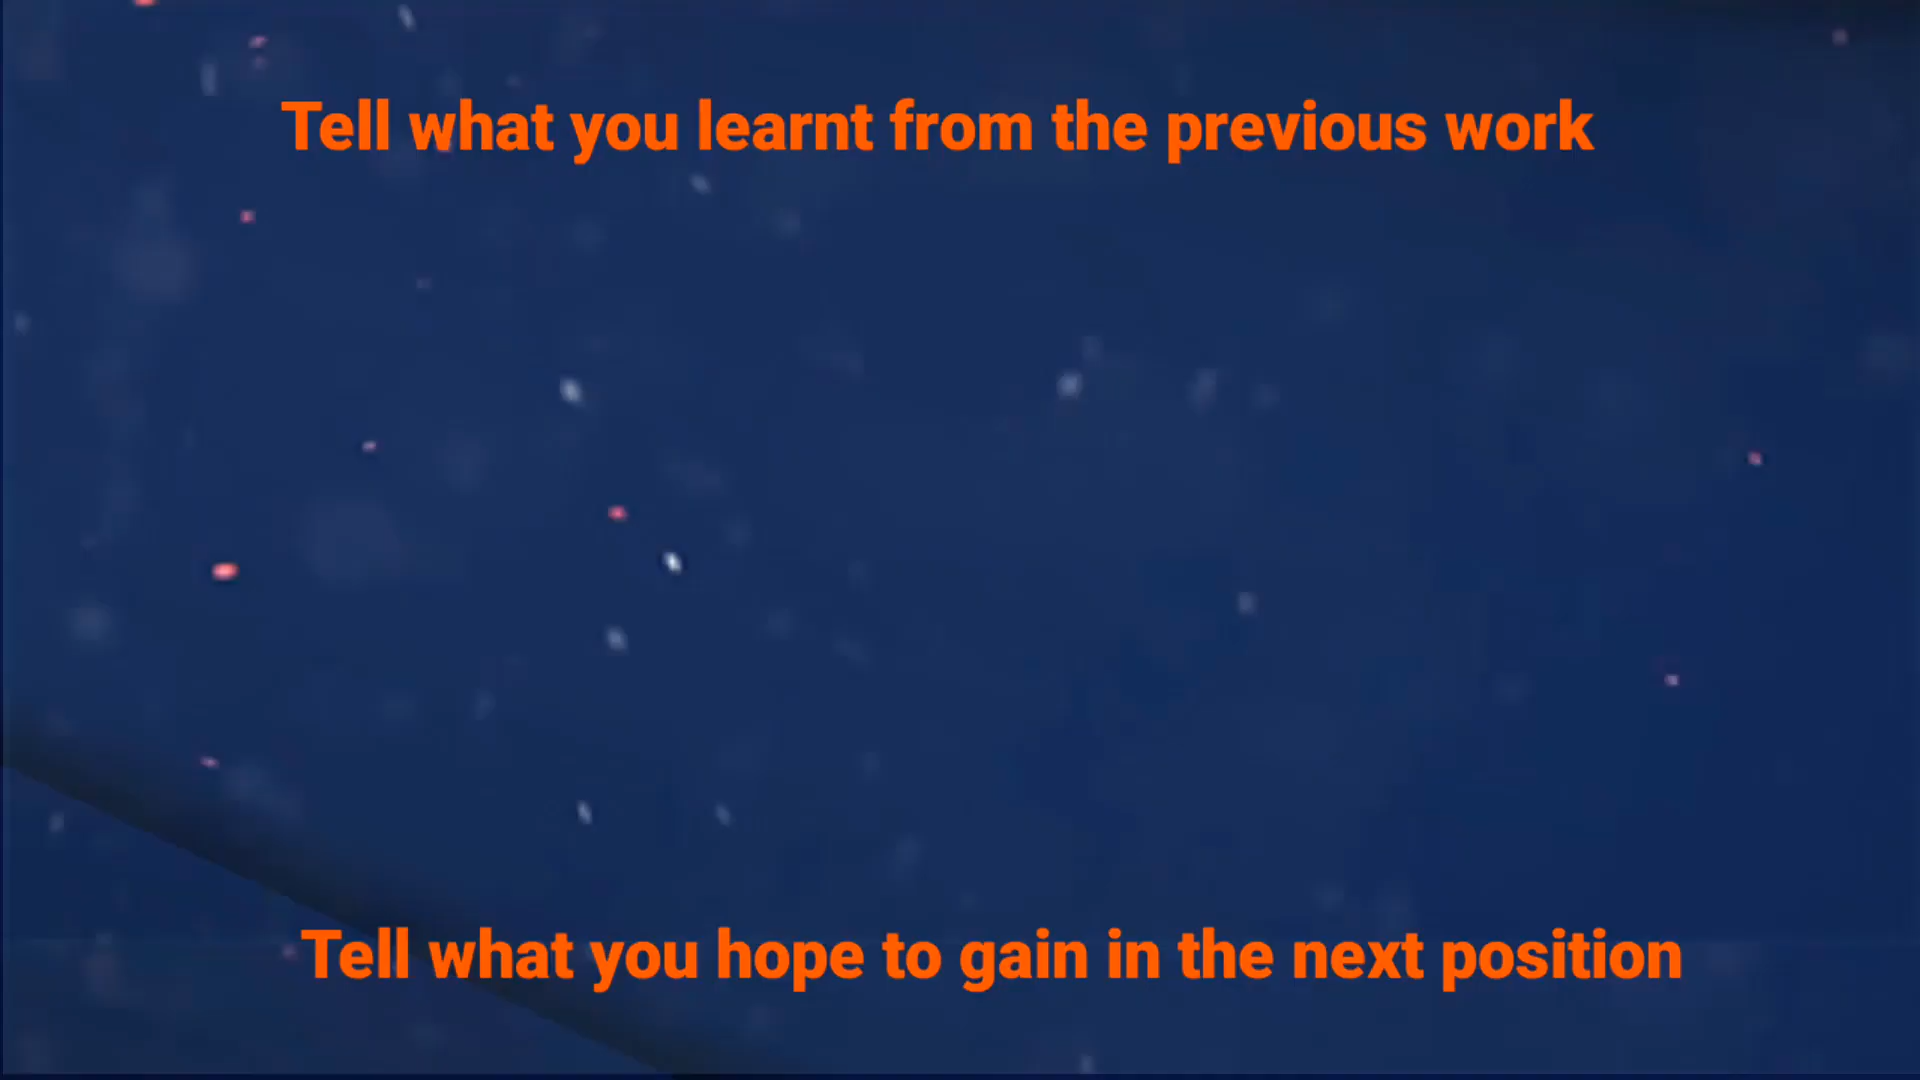 Tell what you learnt from the previous work
Tell what you hope to gain in the next position